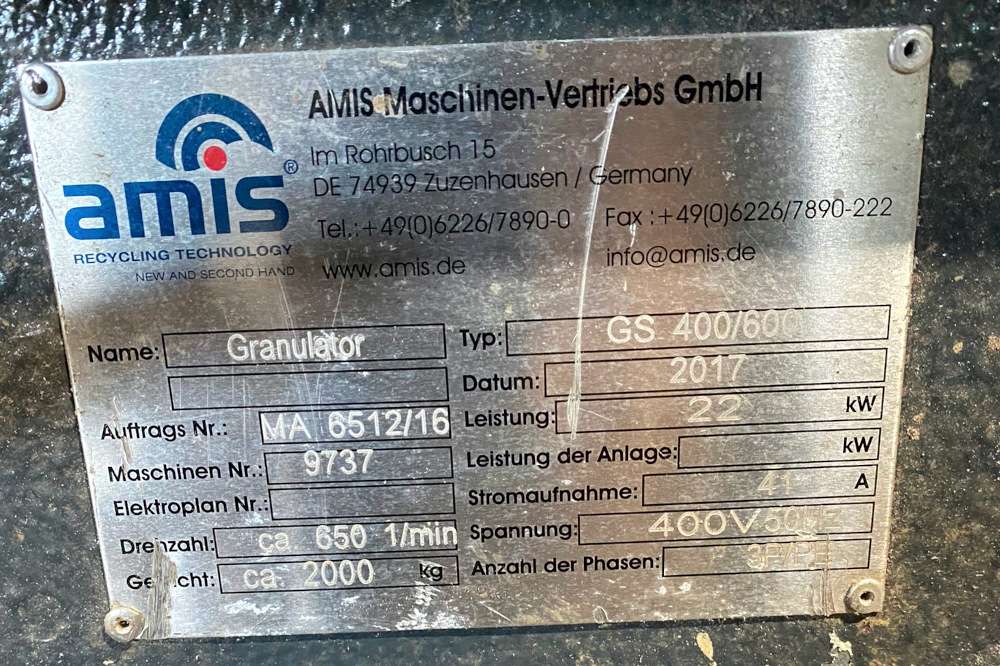 AMIS Maschinen-Vertriebs GmbH
Im Rohrbusch 15
DE 74939 Zuzenhausen / Germany
Tel.:+49(0)6226/7890-0 Fax :+49(0)6226/7890-222
www.amis.de info@amis.de
amis®
RECYCLING TECHNOLOGY
NEW AND SECOND HAND
Name: Granulator
Typ: GS 400/600
Datum: 2017
Auftrags Nr.: MA 6512/16
Leistung: 22 kW
Maschinen Nr.: 9737
Leistung der Anlage: kW
Elektroplan Nr.:
Stromaufnahme: 41 A
Drehzahl: ca 650 1/min
Spannung: 400V 50Hz
Gewicht: ca. 2000 kg
Anzahl der Phasen: 3P/PE